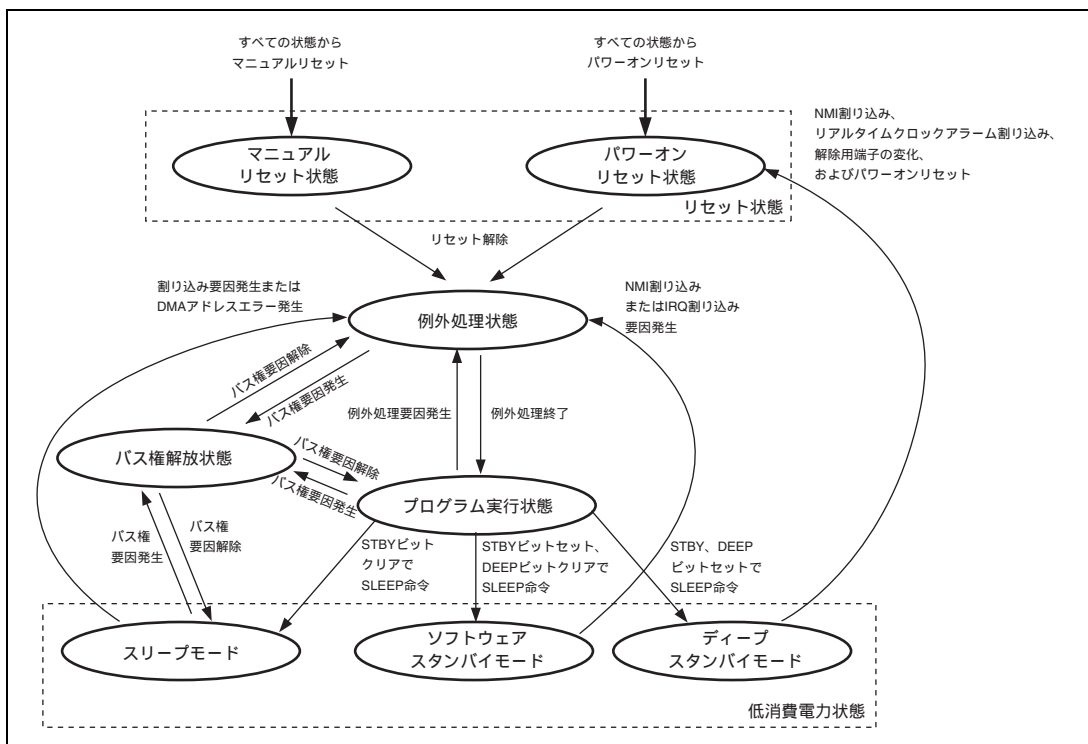 すべての状態から
マニュアルリセット
すべての状態から
パワーオンリセット
NMI割り込み、
リアルタイムクロックアラーム割り込み、
解除用端子の変化、
およびパワーオンリセット
マニュアル
リセット状態
パワーオン
リセット状態
リセット状態
リセット解除
割り込み要因発生または
DMAアドレスエラー発生
NMI割り込み
またはIRQ割り込み
要因発生
例外処理状態
バス権要因解除
バス権要因発生
例外処理要因発生
例外処理終了
バス権解放状態
バス権要因解除
バス権要因発生
プログラム実行状態
バス権
要因発生
バス権
要因解除
STBYビット
クリアで
SLEEP命令
STBYビットセット、
DEEPビットクリアで
SLEEP命令
STBY、DEEP
ビットセットで
SLEEP命令
スリープモード
ソフトウェア
スタンバイモード
ディープ
スタンバイモード
低消費電力状態